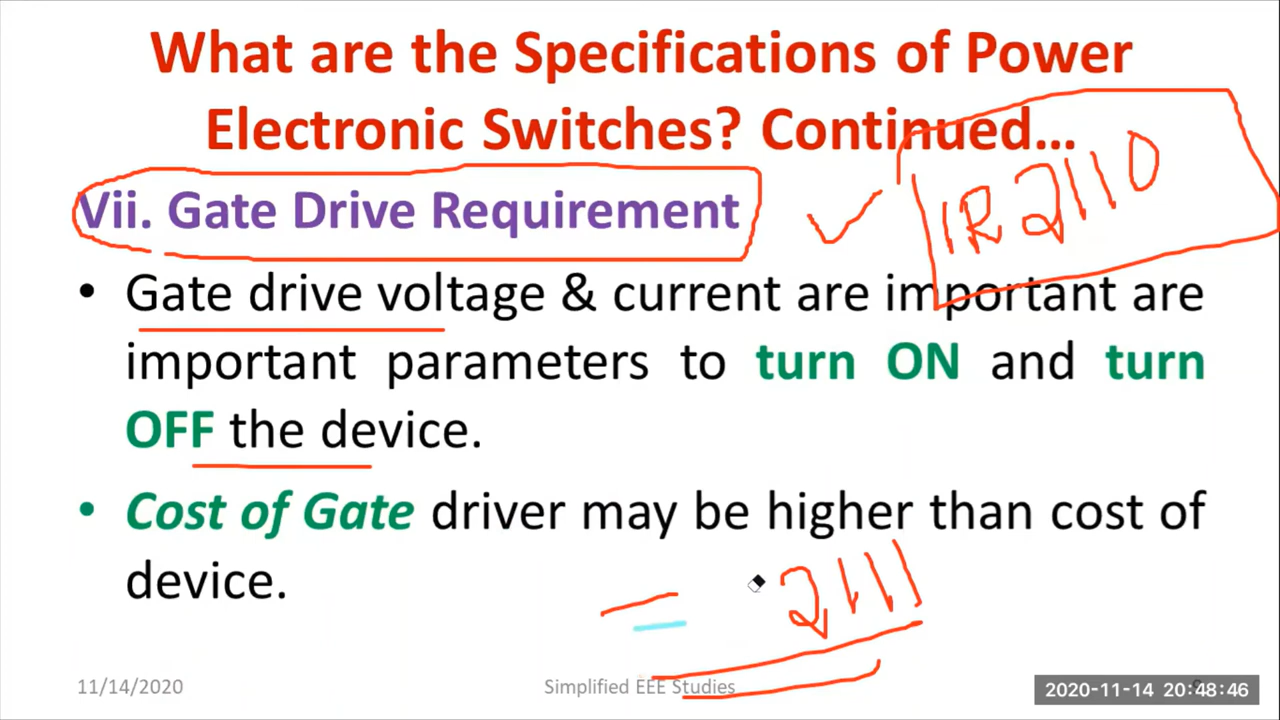 What are the Specifications of Power
Electronic Switches? Continued...
IR2110
Vii. Gate Drive Requirement
• Gate drive voltage & current are important are
important parameters to turn ON and turn
OFF the device.
• Cost of Gate driver may be higher than cost of
device.
2111
11/14/2020
Simplified EEE Studies
2020-11-14 20:48:46